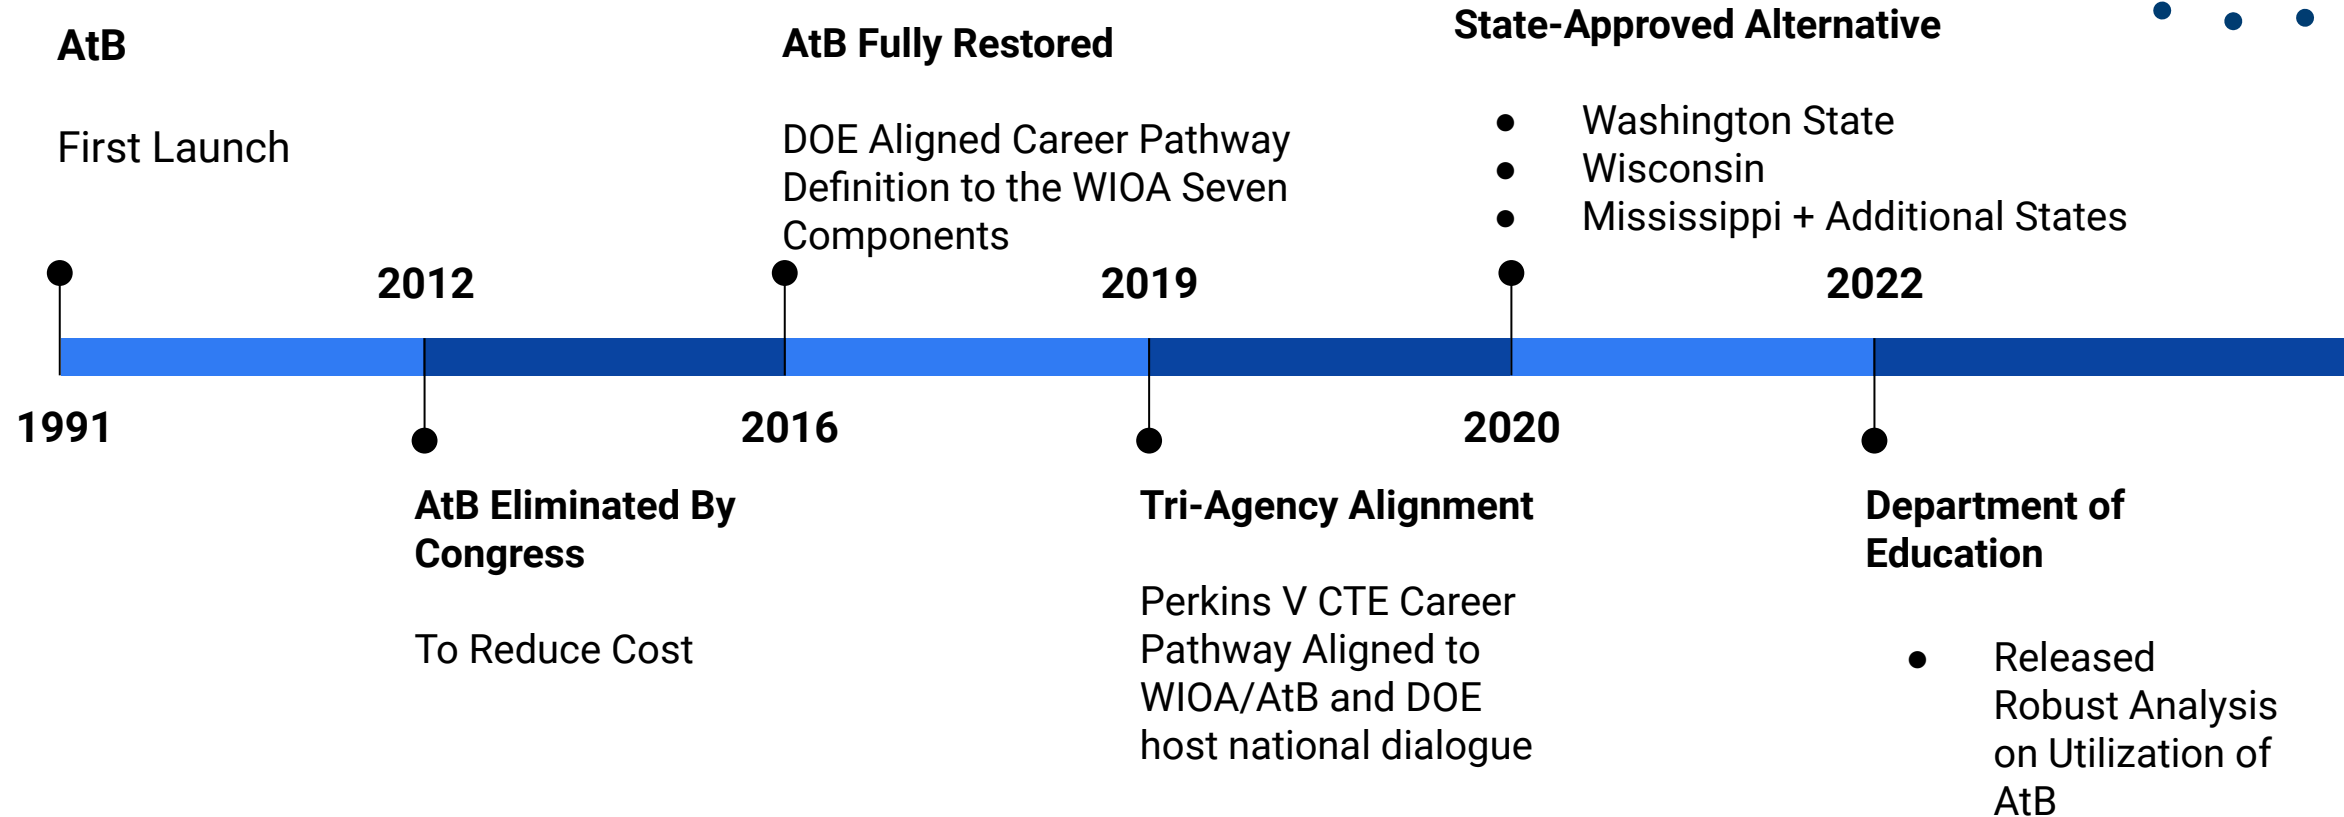 AtB
First Launch
1991
2012
AtB Eliminated By
Congress
To Reduce Cost
AtB Fully Restored
DOE Aligned Career Pathway
Definition to the WIOA Seven
Components
2016
2019
Tri-Agency Alignment
Perkins V CTE Career
Pathway Aligned to
WIOA/AtB and DOE
host national dialogue
State-Approved Alternative
● Washington State
● Wisconsin
● Mississippi + Additional States
2020
2022
Department of
Education
● Released
Robust Analysis
on Utilization of
AtB